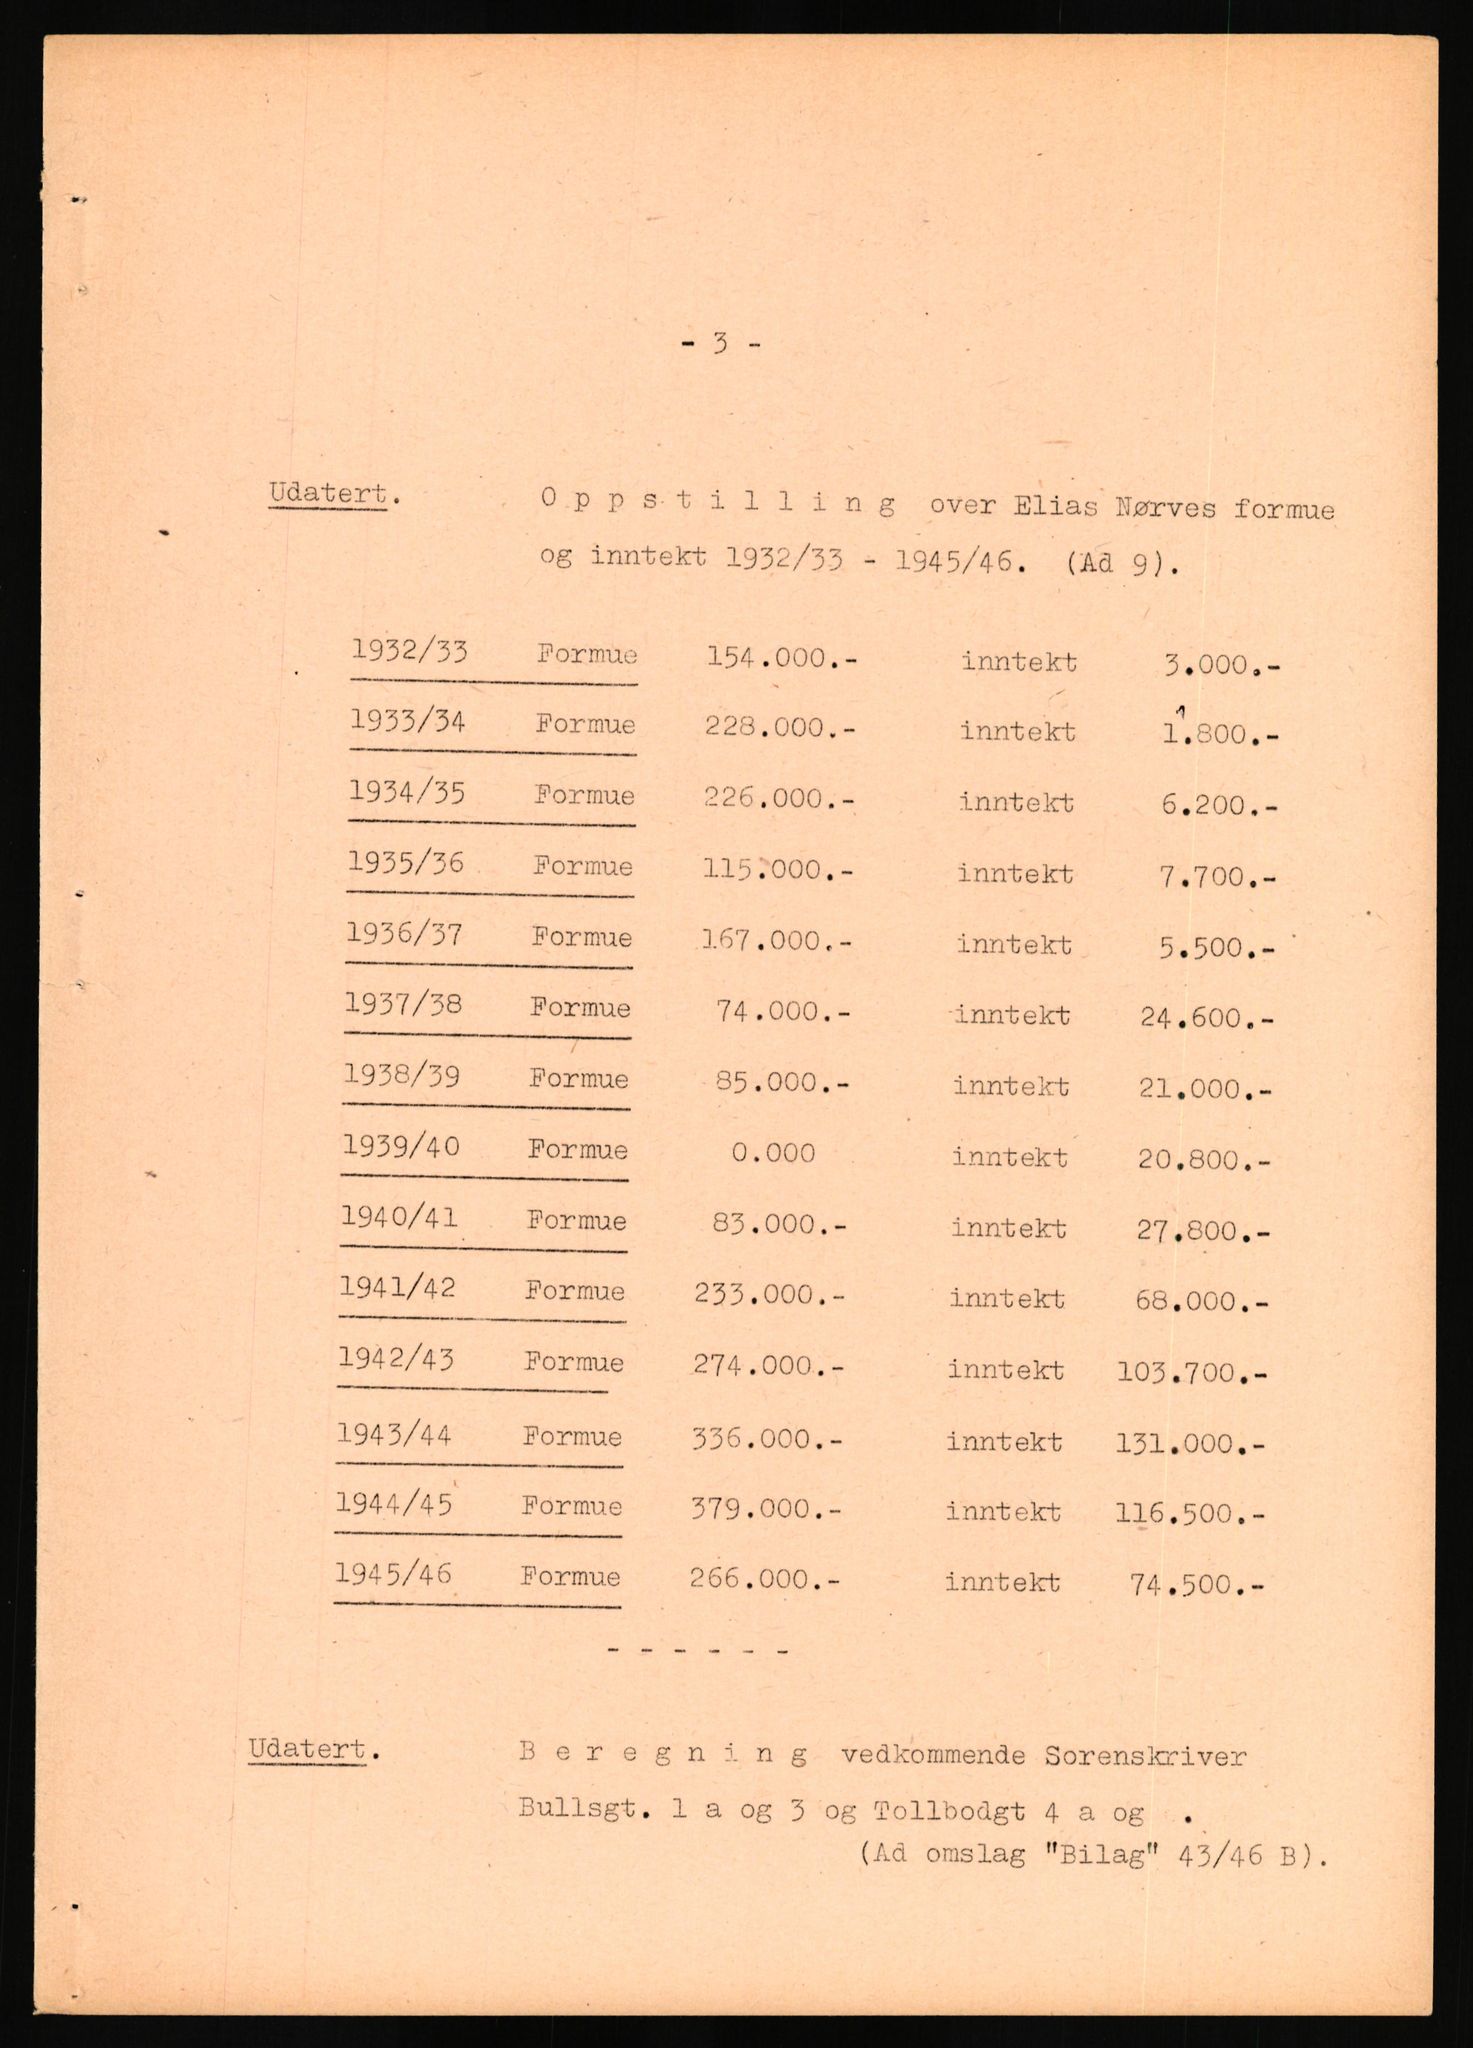 - 3 -
Udatert. O p p s t i l l i n g over Elias Nørves formue
og inntekt 1932/33 - 1945/46. (Ad 9).
1932/33 Formue 154.000.- inntekt 3.000.-
1933/34 Formue 228.000.- inntekt 1.800.-
1934/35 Formue 226.000.- inntekt 6.200.-
1935/36 Formue 115.000.- inntekt 7.700.-
1936/37 Formue 167.000.- inntekt 5.500.-
1937/38 Formue 74.000.- inntekt 24.600.-
1938/39 Formue 85.000.- inntekt 21.000.-
1939/40 Formue 0.000 inntekt 20.800.-
1940/41 Formue 83.000.- inntekt 27.800.-
1941/42 Formue 233.000.- inntekt 68.000.-
1942/43 Formue 274.000.- inntekt 103.700.-
1943/44 Formue 336.000.- inntekt 131.000.-
1944/45 Formue 379.000.- inntekt 116.500.-
1945/46 Formue 266.000.- inntekt 74.500.-
- - - - - -
Udatert. B e r e g n i n g vedkommende Sorenskriver
Bullsgt. 1 a og 3 og Tollbodgt 4 a og .
(Ad omslag "Bilag" 43/46 B).